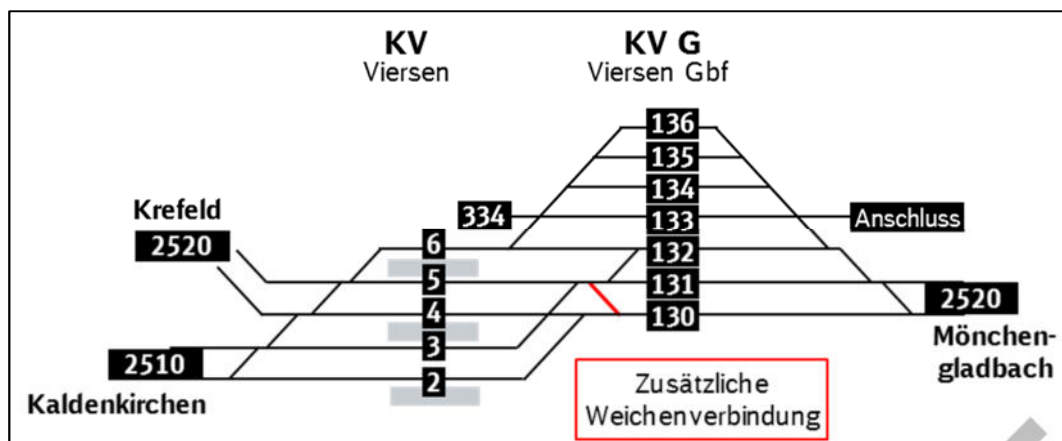 KV
Viersen
KV G
Viersen Gbf
136
135
134
334
133
Anschluss
Krefeld
2520
6
132
5
131
2520
4
130
Mönchen-
gladbach
3
2510
2
Kaldenkirchen
Zusätzliche
Weichenverbindung